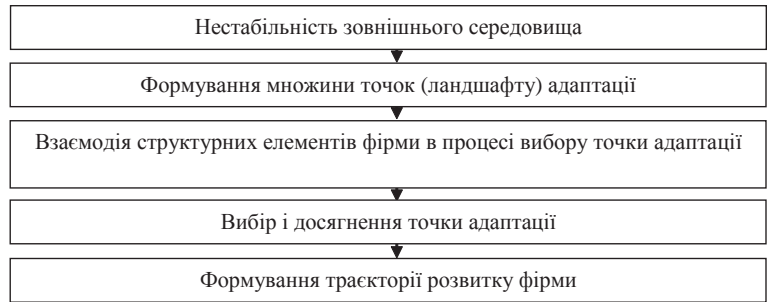 Нестабільність зовнішнього середовища
Формування множини точок (ландшафту) адаптації
Взаємодія структурних елементів фірми в процесі вибору точки адаптації
Вибір і досягнення точки адаптації
Формування траєкторії розвитку фірми